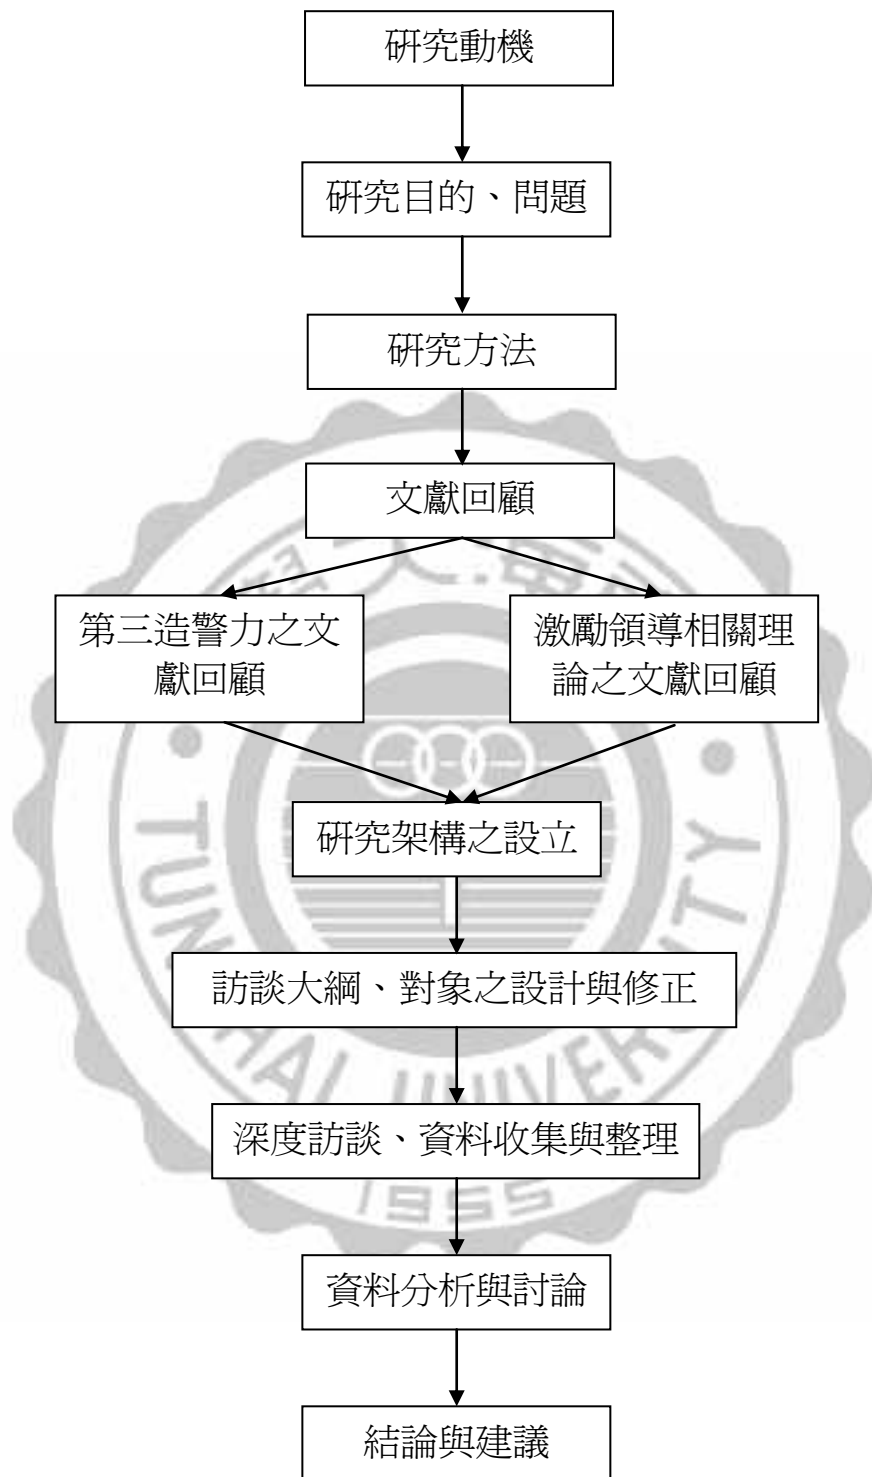 研究動機
研究目的、問題
研究方法
文獻回顧
第三造警力之文
獻回顧
激勵領導相關理
論之文獻回顧
研究架構之設立
訪談大綱、對象之設計與修正
深度訪談、資料收集與整理
1955
資料分析與討論
結論與建議